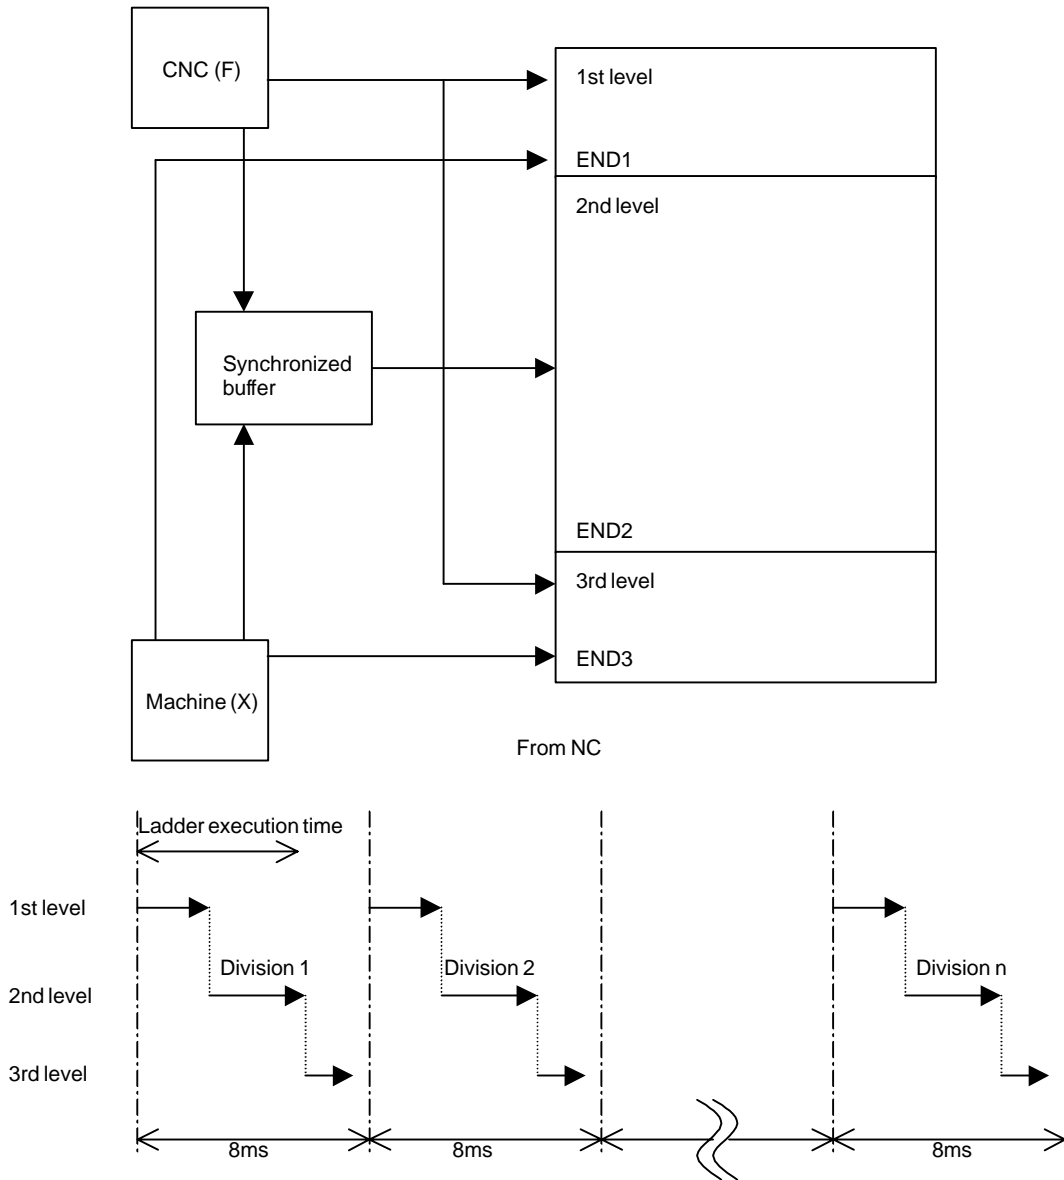 CNC (F)
1st level
END1
2nd level
Synchronized
buffer
END2
3rd level
END3
Machine (X)
From NC
Ladder execution time
1st level
Division 1
Division 2
Division n
2nd level
3rd level
8ms
8ms
8ms